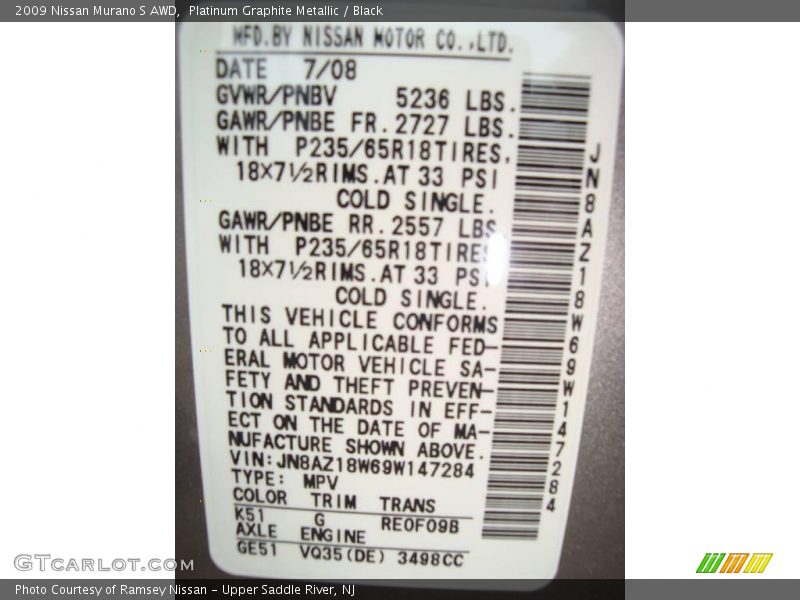 2009 Nissan Murano S AWD, Platinum Graphite Metallic / Black
MFD.BY NISSAN MOTOR CO.,LTD.
DATE 7/08
GVWR/PNBV 5236 LBS.
GAWR/PNBE FR.2727 LBS.
WITH P235/65R18TIRES,
18×7½RIMS.AT 33 PSI
COLD SINGLE.
GAWR/PNBE RR.2557 LBS
WITH P235/65R18TIRES
18×7½RIMS.AT 33 PSI
COLD SINGLE.
THIS VEHICLE CONFORMS
TO ALL APPLICABLE FED-
ERAL MOTOR VEHICLE SA-
FETY AND THEFT PREVEN-
TION STANDARDS IN EFF-
ECT ON THE DATE OF MA-
NUFACTURE SHOWN ABOVE.
VIN:JN8AZ18W69W147284
TYPE: MPV
COLOR TRIM TRANS
K51 G RE0F09B
AXLE ENGINE
GE51 VQ35(DE) 3498CC
JN8AZ18W69W147284
GTCarLot.com
Photo Courtesy of Ramsey Nissan - Upper Saddle River, NJ